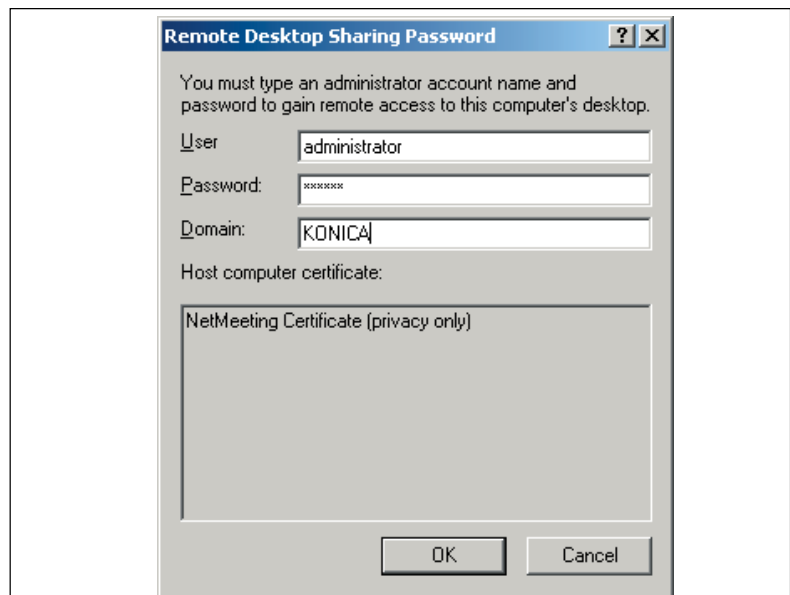 Remote Desktop Sharing Password
You must type an administrator account name and
password to gain remote access to this computer's desktop.
User
administrator
Password:
××××××
Domain:
KONICA
Host computer certificate:
NetMeeting Certificate (privacy only)
OK
Cancel